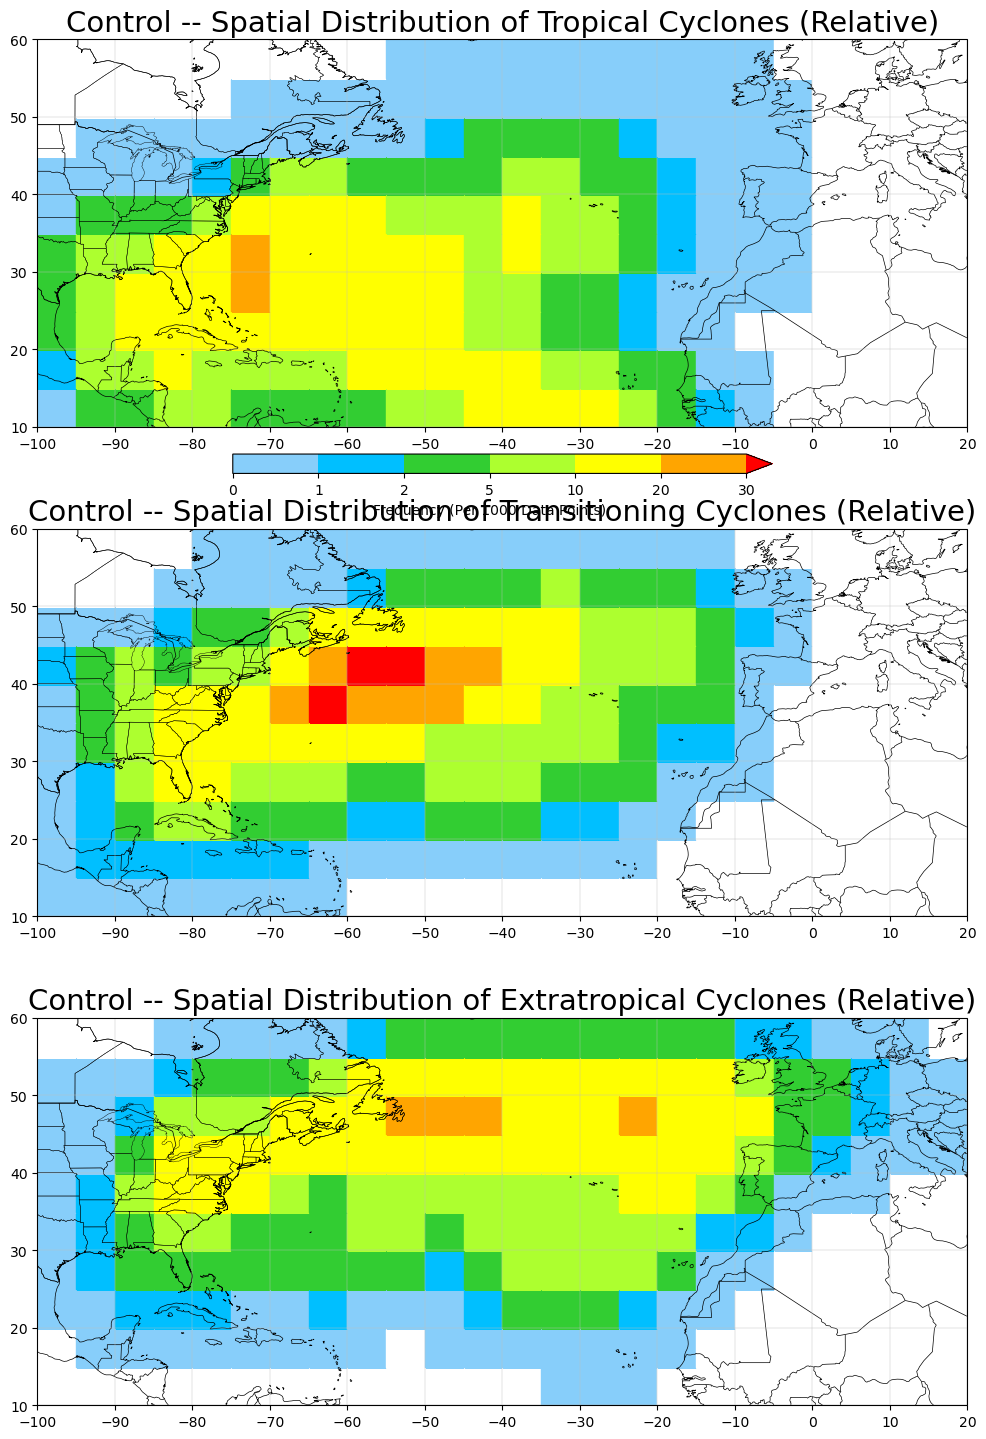 Control -- Spatial Distribution of Tropical Cyclones (Relative)
60
50
40
30
20
10
−100 −90 −80 −70 −60 −50 −40 −30 −20 −10 0 10 20
0 1 2 5 10 20 30
Frequency (Per 1000 Data Points)
Control -- Spatial Distribution of Transitioning Cyclones (Relative)
60
50
40
30
20
10
−100 −90 −80 −70 −60 −50 −40 −30 −20 −10 0 10 20
Control -- Spatial Distribution of Extratropical Cyclones (Relative)
60
50
40
30
20
10
−100 −90 −80 −70 −60 −50 −40 −30 −20 −10 0 10 20